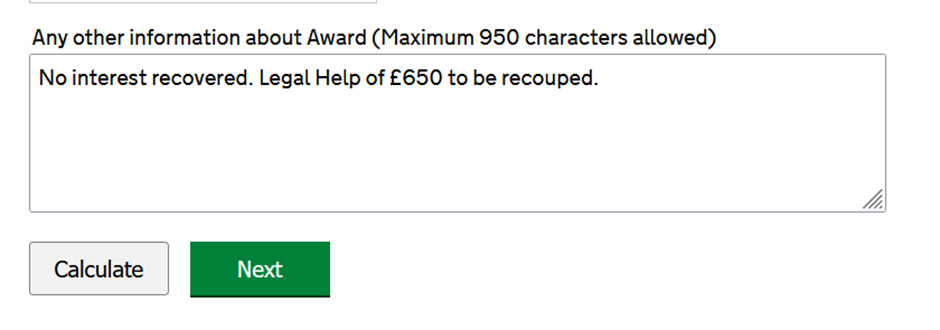 Any other information about Award (Maximum 950 characters allowed)
No interest recovered. Legal Help of £650 to be recouped.
Calculate
Next